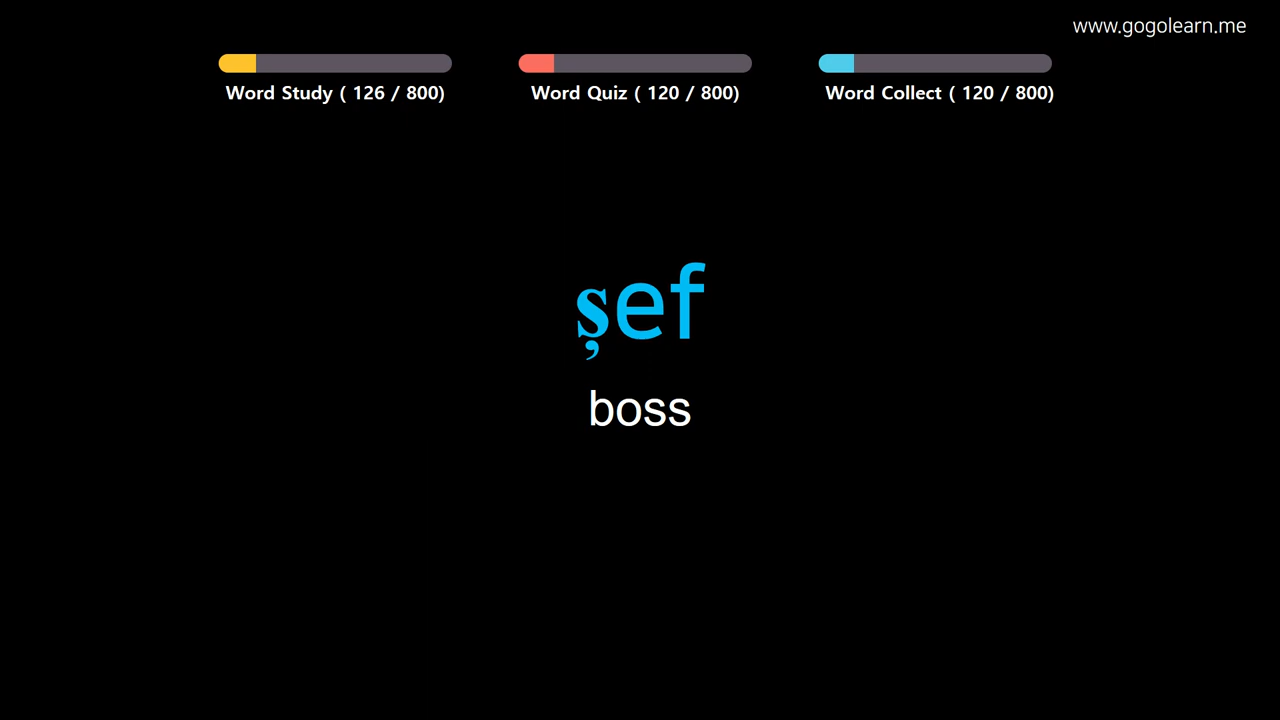 www.gogolearn.me
Word Study ( 126 / 800)
Word Quiz ( 120 / 800)
Word Collect ( 120 / 800)
șef
boss